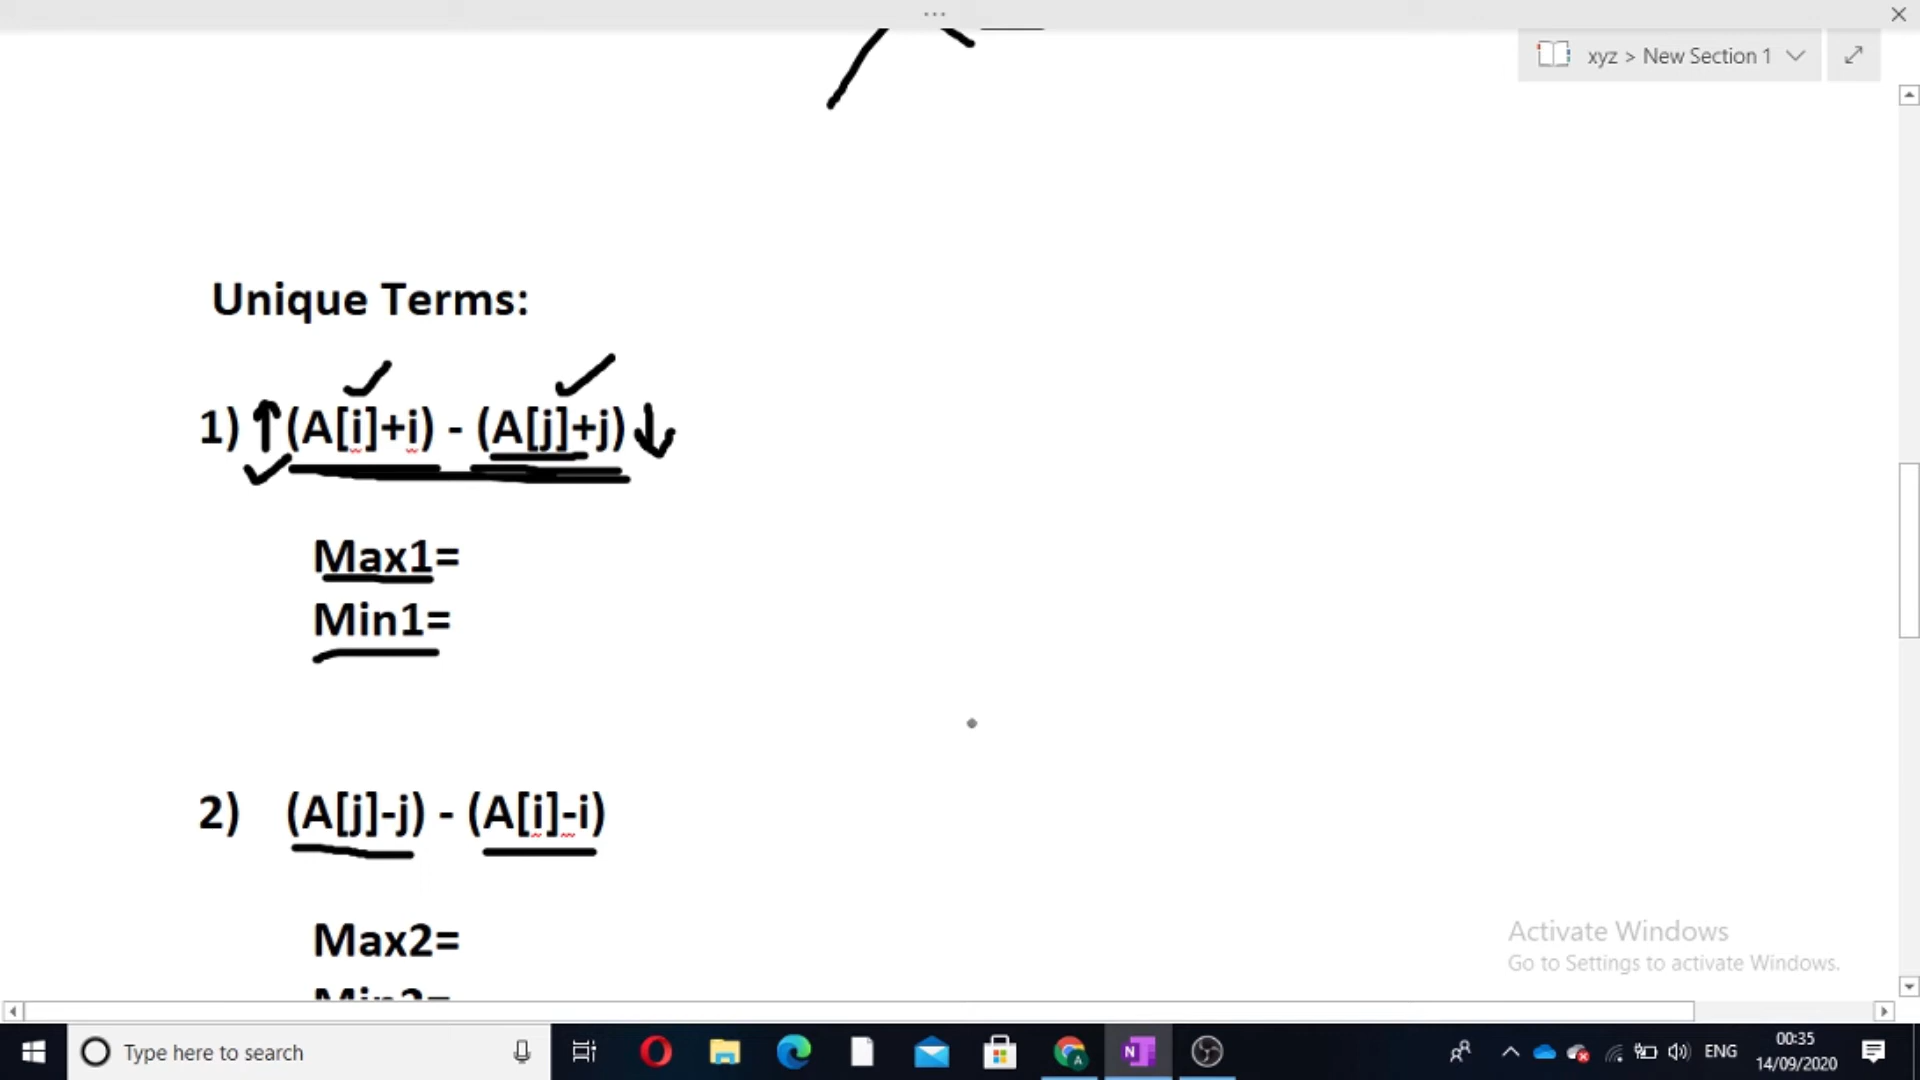 ...
xyz > New Section 1
Unique Terms:
1) ↑ (A[i]+i) - (A[j]+j) ↓
Max1=
Min1=
2) (A[j]-j) - (A[i]-i)
Max2=
Min2=
Activate Windows
Go to Settings to activate Windows.
Type here to search
ENG
00:35
14/09/2020